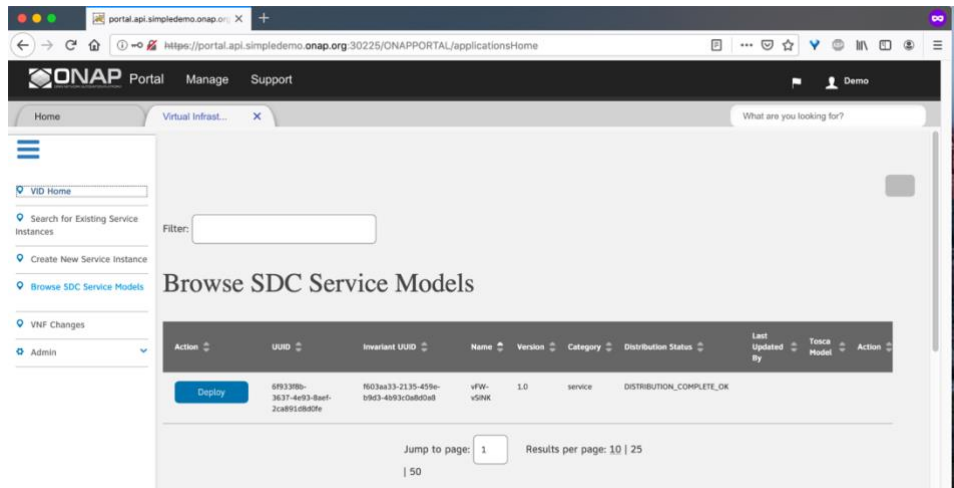 portal.api.simpledemo.onap.or
https://portal.api.simpledemo.onap.org:30225/ONAPPORTAL/applicationsHome
ONAP Portal Manage Support Demo
Home Virtual Infrast... What are you looking for?
VID Home
Search for Existing Service
Instances
Filter:
Create New Service Instance
Browse SDC Service Models
Browse SDC Service Models
VNF Changes
Admin
Action UUID Invariant UUID Name Version Category Distribution Status Last
Updated
By Tosca
Model Action
Deploy 6f933f8b- f603aa33-2135-459e- vFW- 1.0 service DISTRIBUTION_COMPLETE_OK
3637-4e93-8aef- b9d3-4b93c0a8d0a8 vSINK
2ca891d8d0fe
Jump to page: 1 Results per page: 10 | 25
| 50